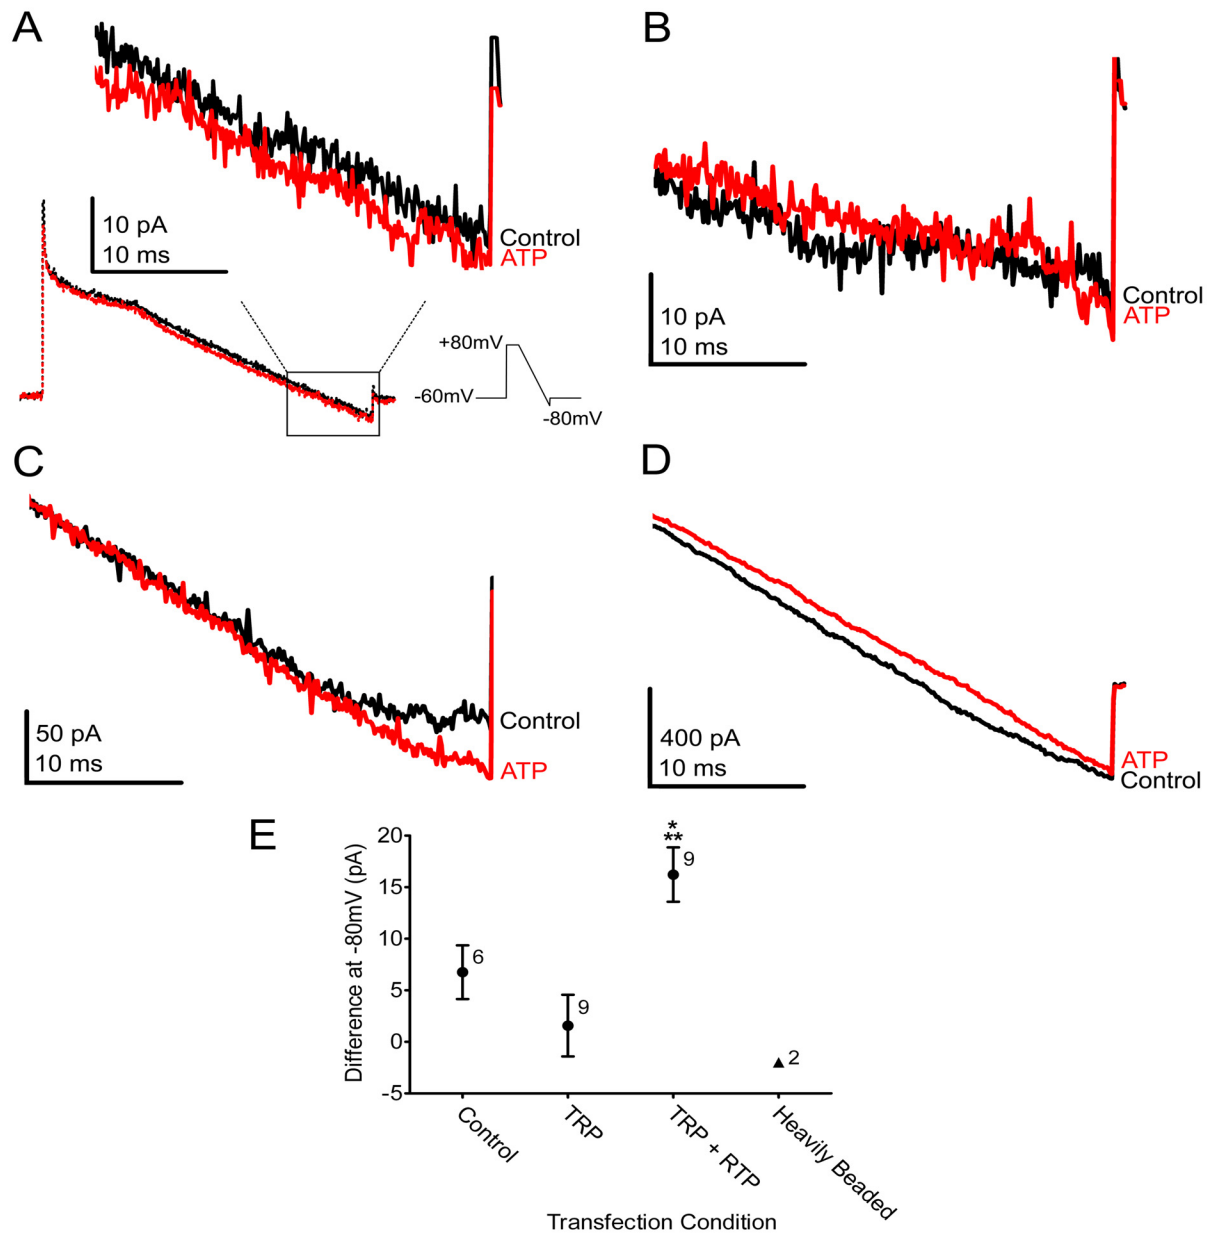 A
10 pA
10 ms
Control
ATP
+80mV
-60mV
-80mV
B
10 pA
10 ms
Control
ATP
C
50 pA
10 ms
Control
ATP
D
400 pA
10 ms
ATP
Control
E
Difference at -80mV (pA)
20
15
10
5
0
-5
6
9
*
**
9
2
Control
TRP
TRP + RTP
Heavily Beaded
Transfection Condition